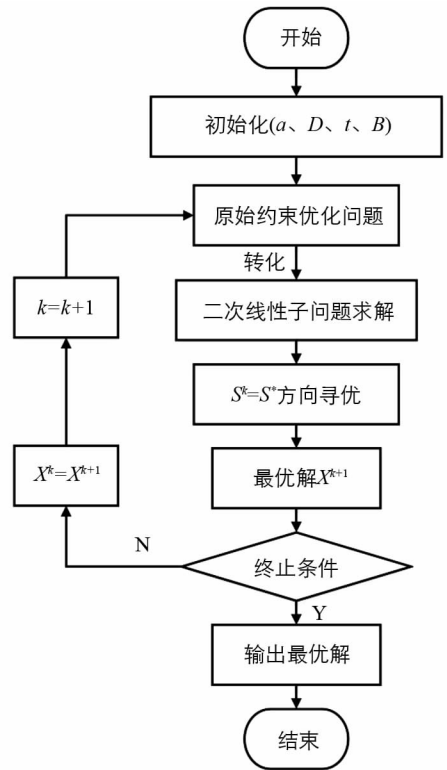 开始
初始化(a、D、t、B)
原始约束优化问题
转化
二次线性子问题求解
Sᵏ=S*方向寻优
最优解Xᵏ⁺¹
终止条件
N
Y
Xᵏ=Xᵏ⁺¹
k=k+1
输出最优解
结束